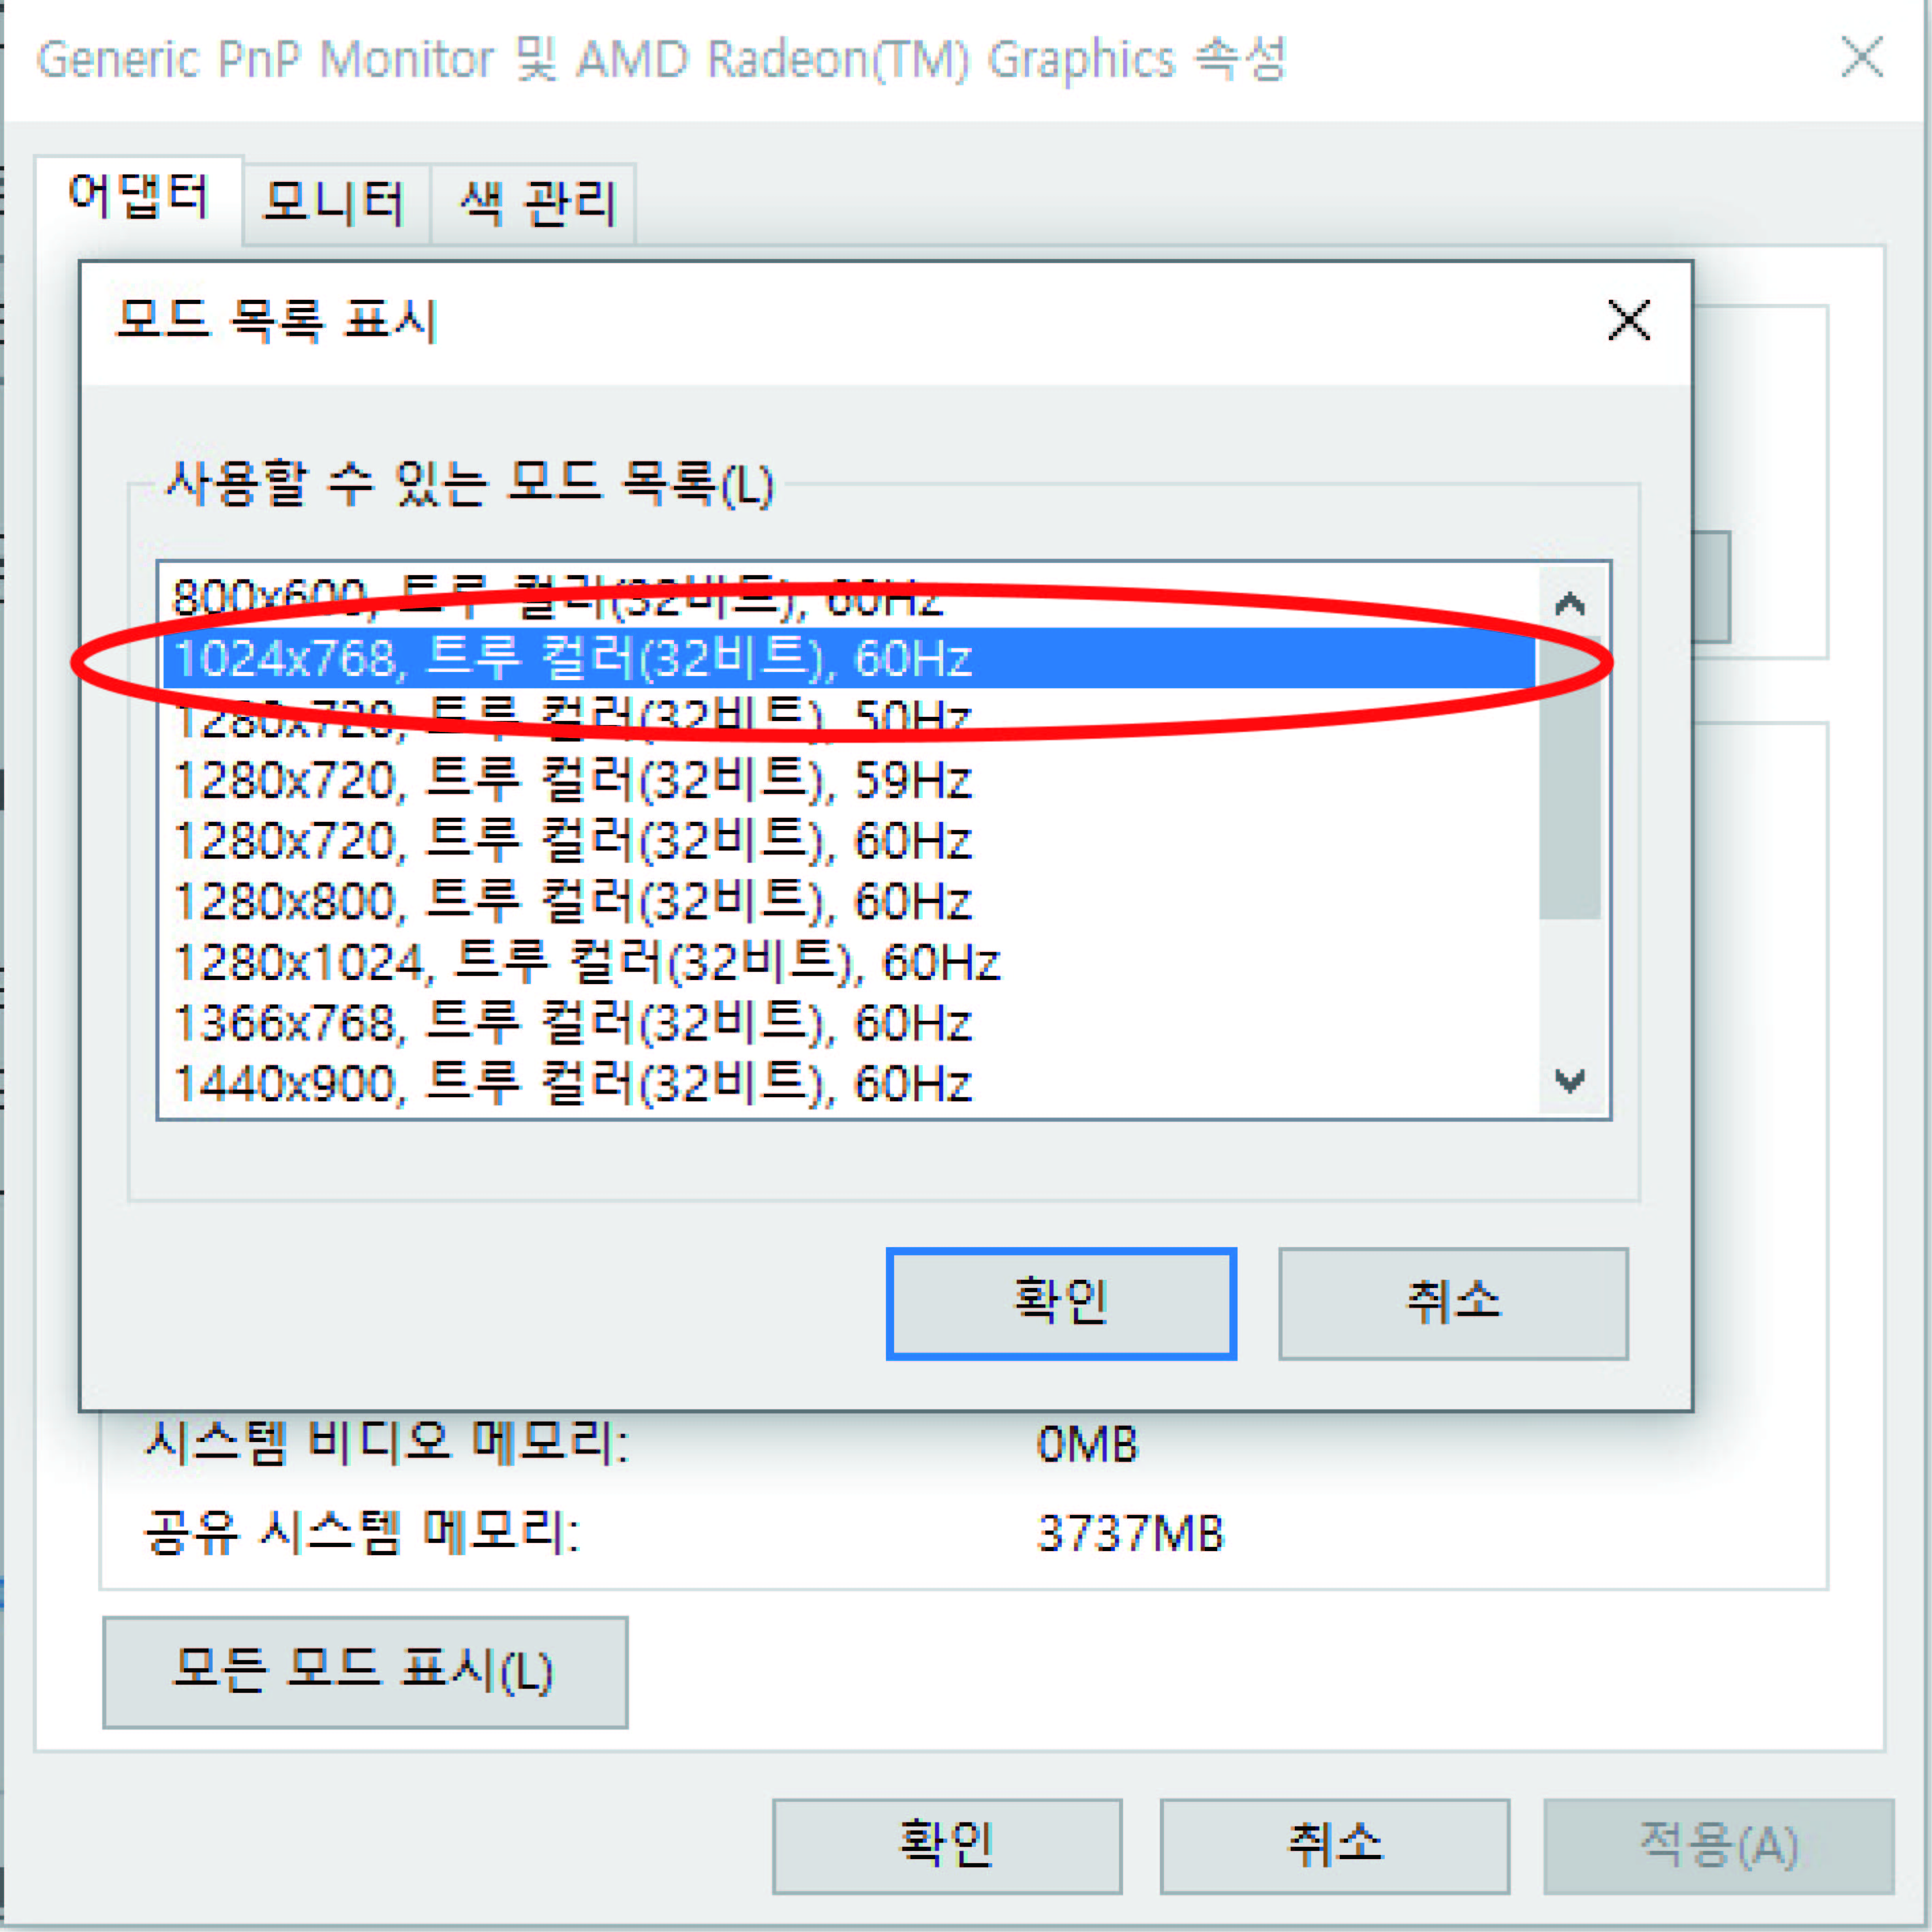 Generic PnP Monitor 및 AMD Radeon(TM) Graphics 속성
어댑터 모니터 색 관리
모드 목록 표시
사용할 수 있는 모드 목록(L)
800x600, 트루 컬러(32비트), 60Hz
1024x768, 트루 컬러(32비트), 60Hz
1280x720, 트루 컬러(32비트), 50Hz
1280x720, 트루 컬러(32비트), 59Hz
1280x720, 트루 컬러(32비트), 60Hz
1280x800, 트루 컬러(32비트), 60Hz
1280x1024, 트루 컬러(32비트), 60Hz
1366x768, 트루 컬러(32비트), 60Hz
1440x900, 트루 컬러(32비트), 60Hz
확인 취소
시스템 비디오 메모리: 0MB
공유 시스템 메모리: 3737MB
모든 모드 표시(L)
확인 취소 적용(A)